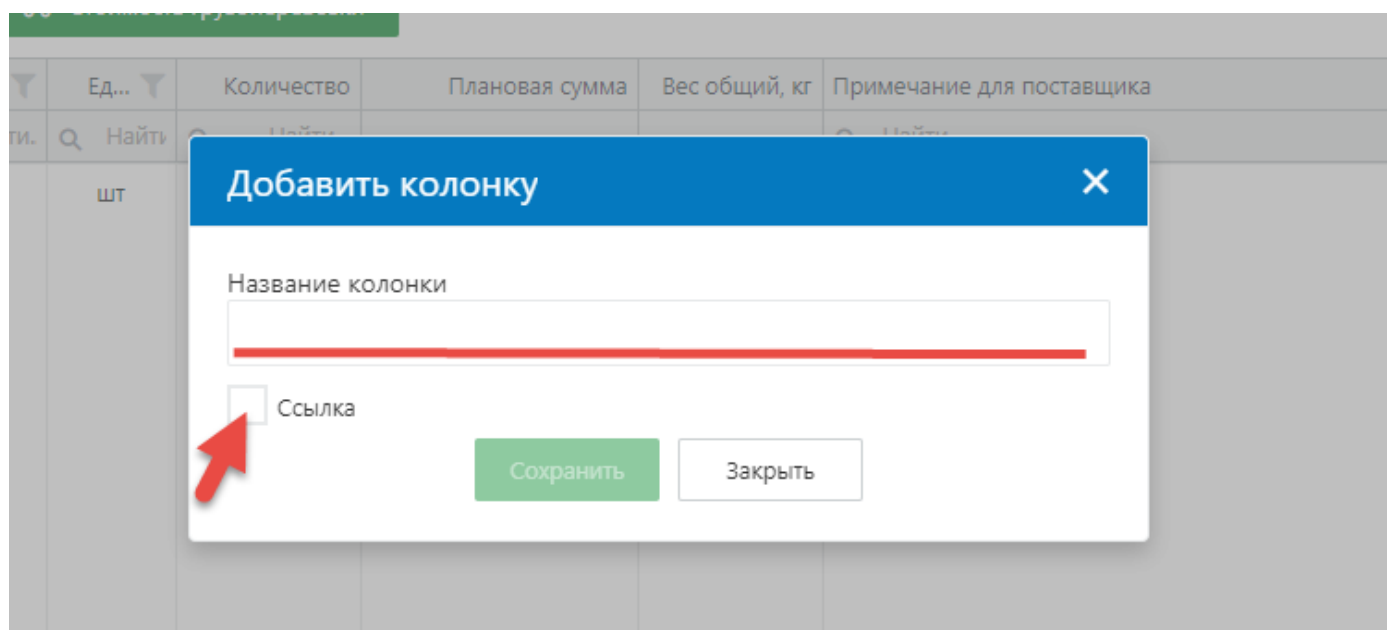 Ед... Количество Плановая сумма Вес общий, кг Примечание для поставщика
Найти
шт
Добавить колонку
Название колонки
Ссылка
Сохранить Закрыть